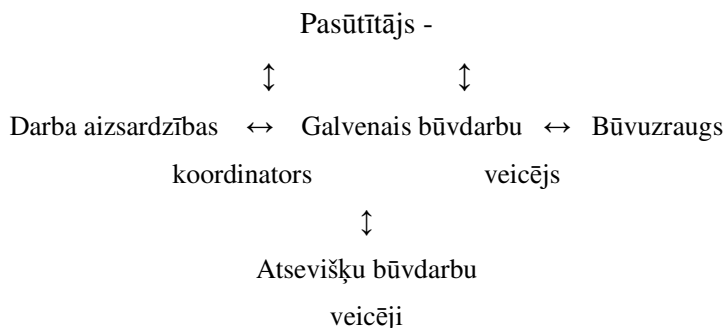 Pasūtītājs -
↕ ↕
Darba aizsardzības ↔ Galvenais būvdarbu ↔ Būvuzraugs
koordinators veicējs
↕
Atsevišķu būvdarbu
veicēji